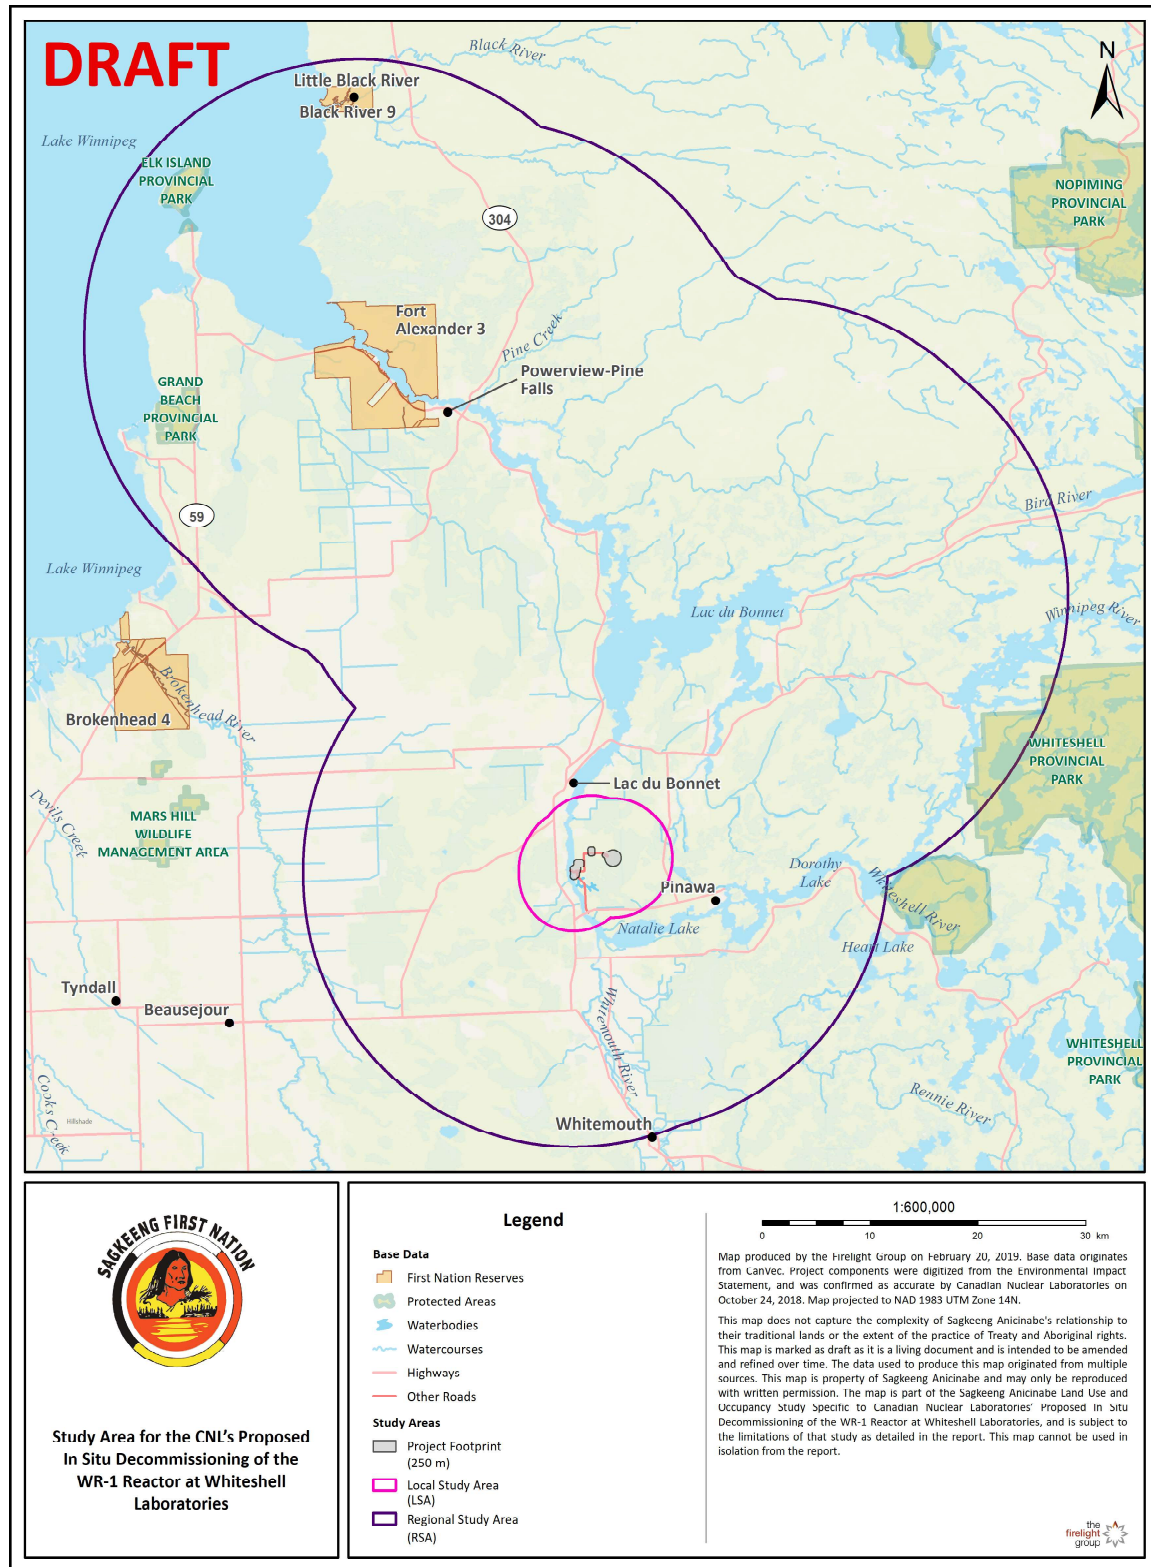 DRAFT
N
Black River
Little Black River
Black River 9
Lake Winnipeg
ELK ISLAND
PROVINCIAL
PARK
NOPIMING
PROVINCIAL
PARK
304
Fort
Alexander 3
Pine Creek
Powerview-Pine
Falls
GRAND
BEACH
PROVINCIAL
PARK
59
Bird River
Lake Winnipeg
Lac du Bonnet
Winnipeg River
Brokenhead River
Brokenhead 4
WHITESHELL
PROVINCIAL
PARK
Lac du Bonnet
Devils Creek
MARS HILL
WILDLIFE
MANAGEMENT AREA
Dorothy
Lake
Pinawa
Whiteshell River
Natalie Lake
Heart Lake
Tyndall
Beausejour
Whitemouth River
WHITESHELL
PROVINCIAL
PARK
Cooks Creek
Hillshade
Rennie River
Whitemouth
SAGKEENG FIRST NATION
Study Area for the CNL's Proposed
In Situ Decommissioning of the
WR-1 Reactor at Whiteshell
Laboratories
Legend
Base Data
First Nation Reserves
Protected Areas
Waterbodies
Watercourses
Highways
Other Roads
Study Areas
Project Footprint
(250 m)
Local Study Area
(LSA)
Regional Study Area
(RSA)
1:600,000
0 10 20 30 km
Map produced by the Firelight Group on February 20, 2019. Base data originates
from CanVec. Project components were digitized from the Environmental Impact
Statement, and was confirmed as accurate by Canadian Nuclear Laboratories on
October 24, 2018. Map projected to NAD 1983 UTM Zone 14N.
This map does not capture the complexity of Sagkeeng Anicinabe's relationship to
their traditional lands or the extent of the practice of Treaty and Aboriginal rights.
This map is marked as draft as it is a living document and is intended to be amended
and refined over time. The data used to produce this map originated from multiple
sources. This map is property of Sagkeeng Anicinabe and may only be reproduced
with written permission. The map is part of the Sagkeeng Anicinabe Land Use and
Occupancy Study Specific to Canadian Nuclear Laboratories' Proposed In Situ
Decommissioning of the WR-1 Reactor at Whiteshell Laboratories, and is subject to
the limitations of that study as detailed in the report. This map cannot be used in
isolation from the report.
the
firelight
group